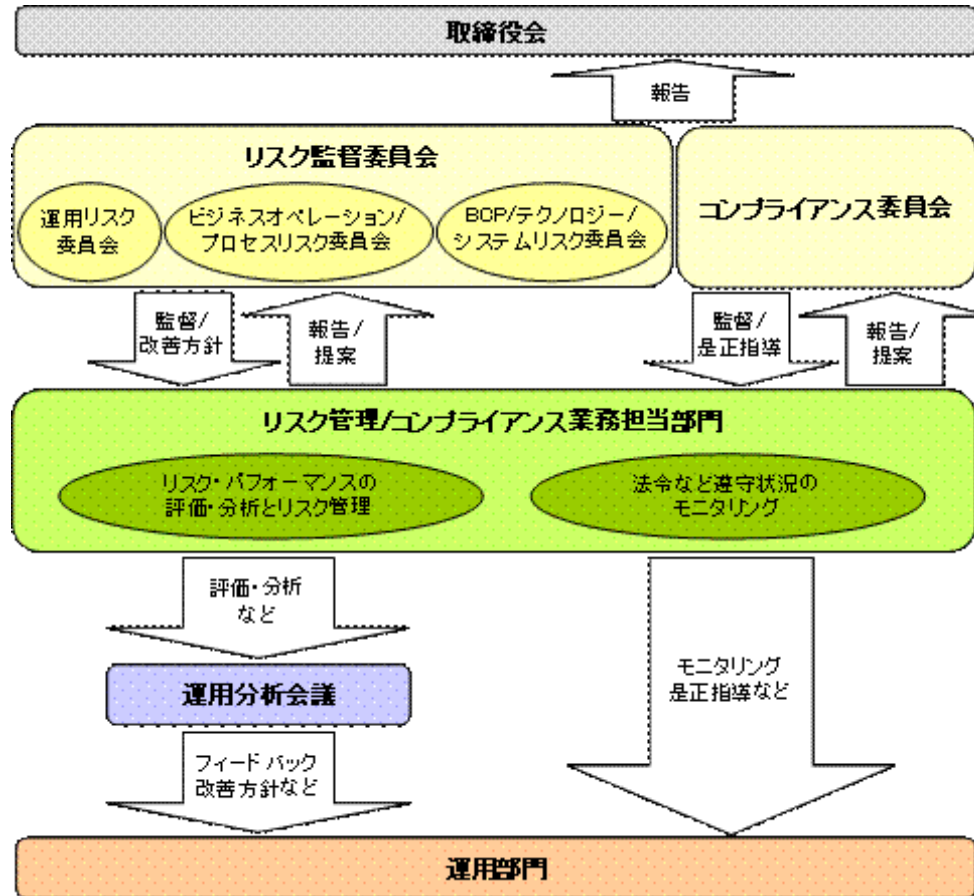 取締役会
報告
リスク監督委員会
運用リスク
委員会
ビジネスオペレーション/
プロセスリスク委員会
BCP/テクノロジー/
システムリスク委員会
コンプライアンス委員会
監督/
改善方針
報告/
提案
監督/
是正指導
報告/
提案
リスク管理/コンプライアンス業務担当部門
リスク・パフォーマンスの
評価・分析とリスク管理
法令など遵守状況の
モニタリング
評価・分析
など
運用分析会議
モニタリング
是正指導など
フィードバック
改善方針など
運用部門